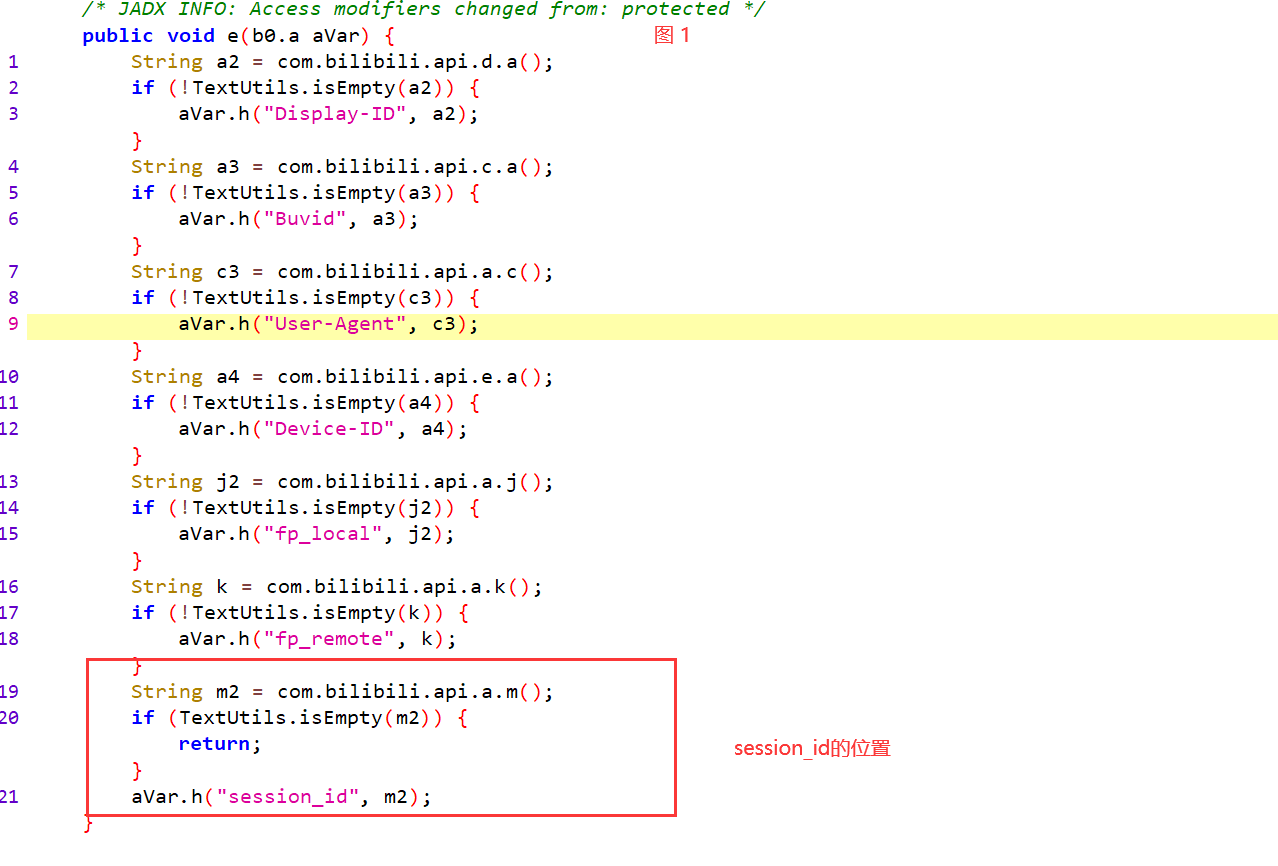 /* JADX INFO: Access modifiers changed from: protected */
public void e(b0.a aVar) { 图 1
1 String a2 = com.bilibili.api.d.a();
2 if (!TextUtils.isEmpty(a2)) {
3 aVar.h("Display-ID", a2);
}
4 String a3 = com.bilibili.api.c.a();
5 if (!TextUtils.isEmpty(a3)) {
6 aVar.h("Buvid", a3);
}
7 String c3 = com.bilibili.api.a.c();
8 if (!TextUtils.isEmpty(c3)) {
9 aVar.h("User-Agent", c3);
}
10 String a4 = com.bilibili.api.e.a();
11 if (!TextUtils.isEmpty(a4)) {
12 aVar.h("Device-ID", a4);
}
13 String j2 = com.bilibili.api.a.j();
14 if (!TextUtils.isEmpty(j2)) {
15 aVar.h("fp_local", j2);
}
16 String k = com.bilibili.api.a.k();
17 if (!TextUtils.isEmpty(k)) {
18 aVar.h("fp_remote", k);
}
19 String m2 = com.bilibili.api.a.m();
20 if (TextUtils.isEmpty(m2)) {
return;
session_id的位置
}
21 aVar.h("session_id", m2);
}